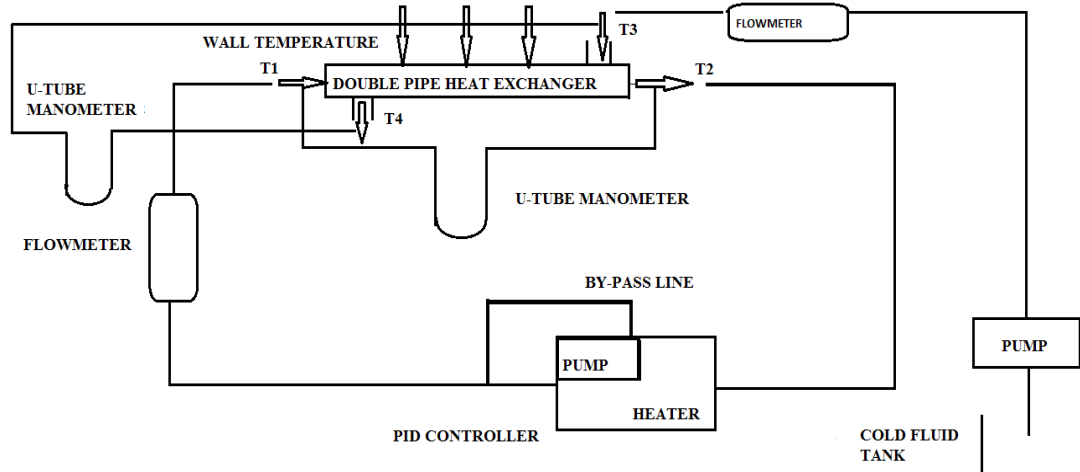 FLOWMETER
T3
WALL TEMPERATURE
T1
T2
DOUBLE PIPE HEAT EXCHANGER
U-TUBE
MANOMETER
T4
U-TUBE MANOMETER
FLOWMETER
BY-PASS LINE
PUMP
PUMP
HEATER
PID CONTROLLER
COLD FLUID
TANK